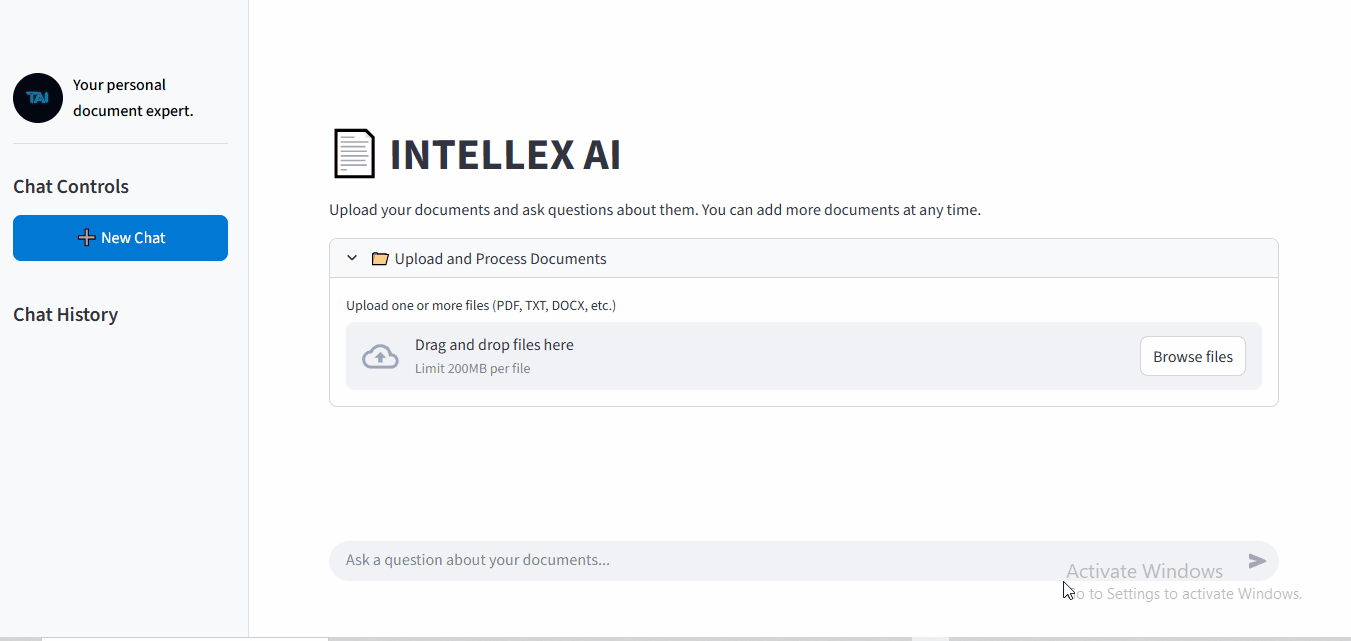 TAI
Your personal
document expert.
Chat Controls
New Chat
Chat History
INTELLEX AI
Upload your documents and ask questions about them. You can add more documents at any time.
Upload and Process Documents
Upload one or more files (PDF, TXT, DOCX, etc.)
Drag and drop files here
Limit 200MB per file
Browse files
Ask a question about your documents...
Activate Windows
Go to Settings to activate Windows.